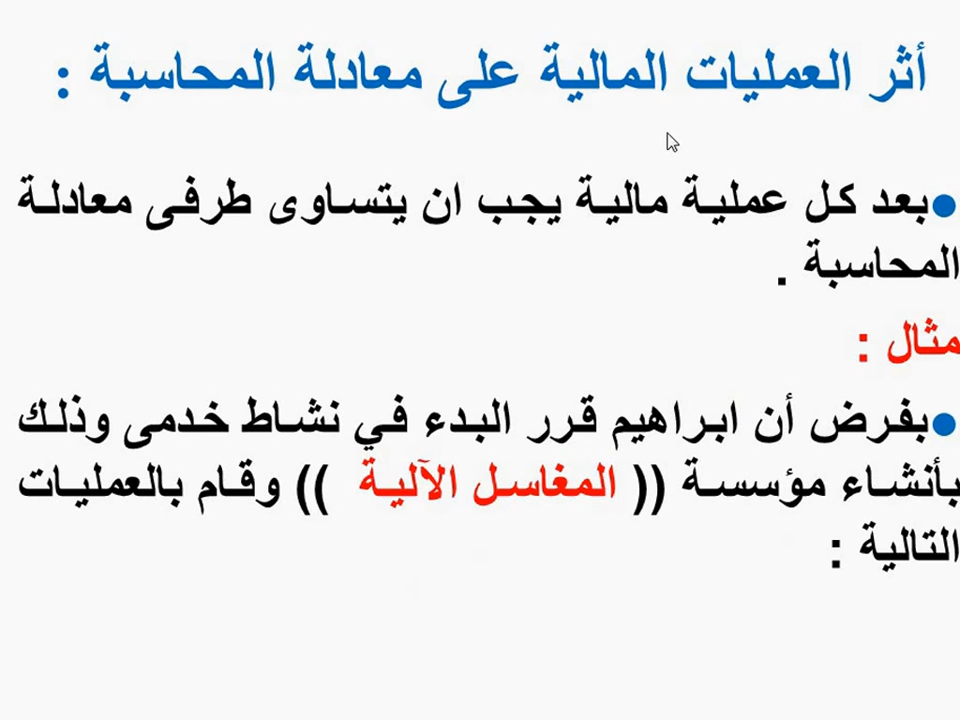 أثر العمليات المالية على معادلة المحاسبة :
•بعد كل عملية مالية يجب ان يتساوى طرفى معادلة
المحاسبة .
مثال :
•بفرض أن ابراهيم قرر البدء في نشاط خدمى وذلك
بأنشاء مؤسسة (( المغاسل الآلية )) وقام بالعمليات
التالية :